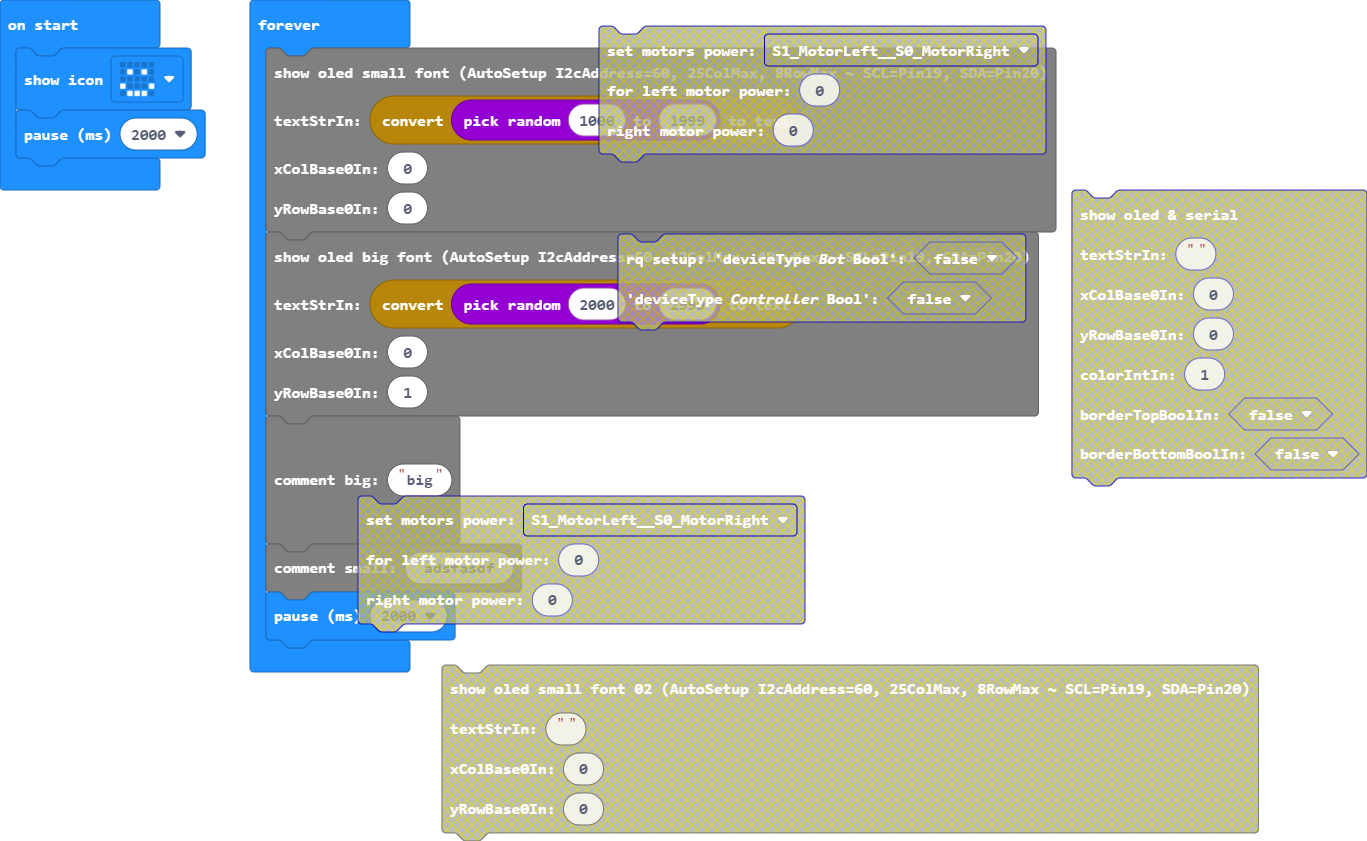 on start
show icon
pause (ms) 2000
forever
show oled small font (AutoSetup I2cAddress=60, 25ColMax, 8RowMax ~ SCL=Pin19, SDA=Pin20)
textStrIn: convert pick random 1000 to 1999 to text
xColBase0In: 0
yRowBase0In: 0
show oled big font (AutoSetup I2cAddress=60
textStrIn: convert pick random 2000 to to text
xColBase0In: 0
yRowBase0In: 1
comment big: "big"
comment small: adsfasdf
pause (ms) 2000
set motors power: S1_MotorLeft__S0_MotorRight
for left motor power: 0
right motor power: 0
rq setup: 'deviceType Bot Bool': false
'deviceType Controller Bool': false
show oled & serial
textStrIn: " "
xColBase0In: 0
yRowBase0In: 0
colorIntIn: 1
borderTopBoolIn: false
borderBottomBoolIn: false
set motors power: S1_MotorLeft__S0_MotorRight
for left motor power: 0
right motor power: 0
show oled small font 02 (AutoSetup I2cAddress=60, 25ColMax, 8RowMax ~ SCL=Pin19, SDA=Pin20)
textStrIn: " "
xColBase0In: 0
yRowBase0In: 0